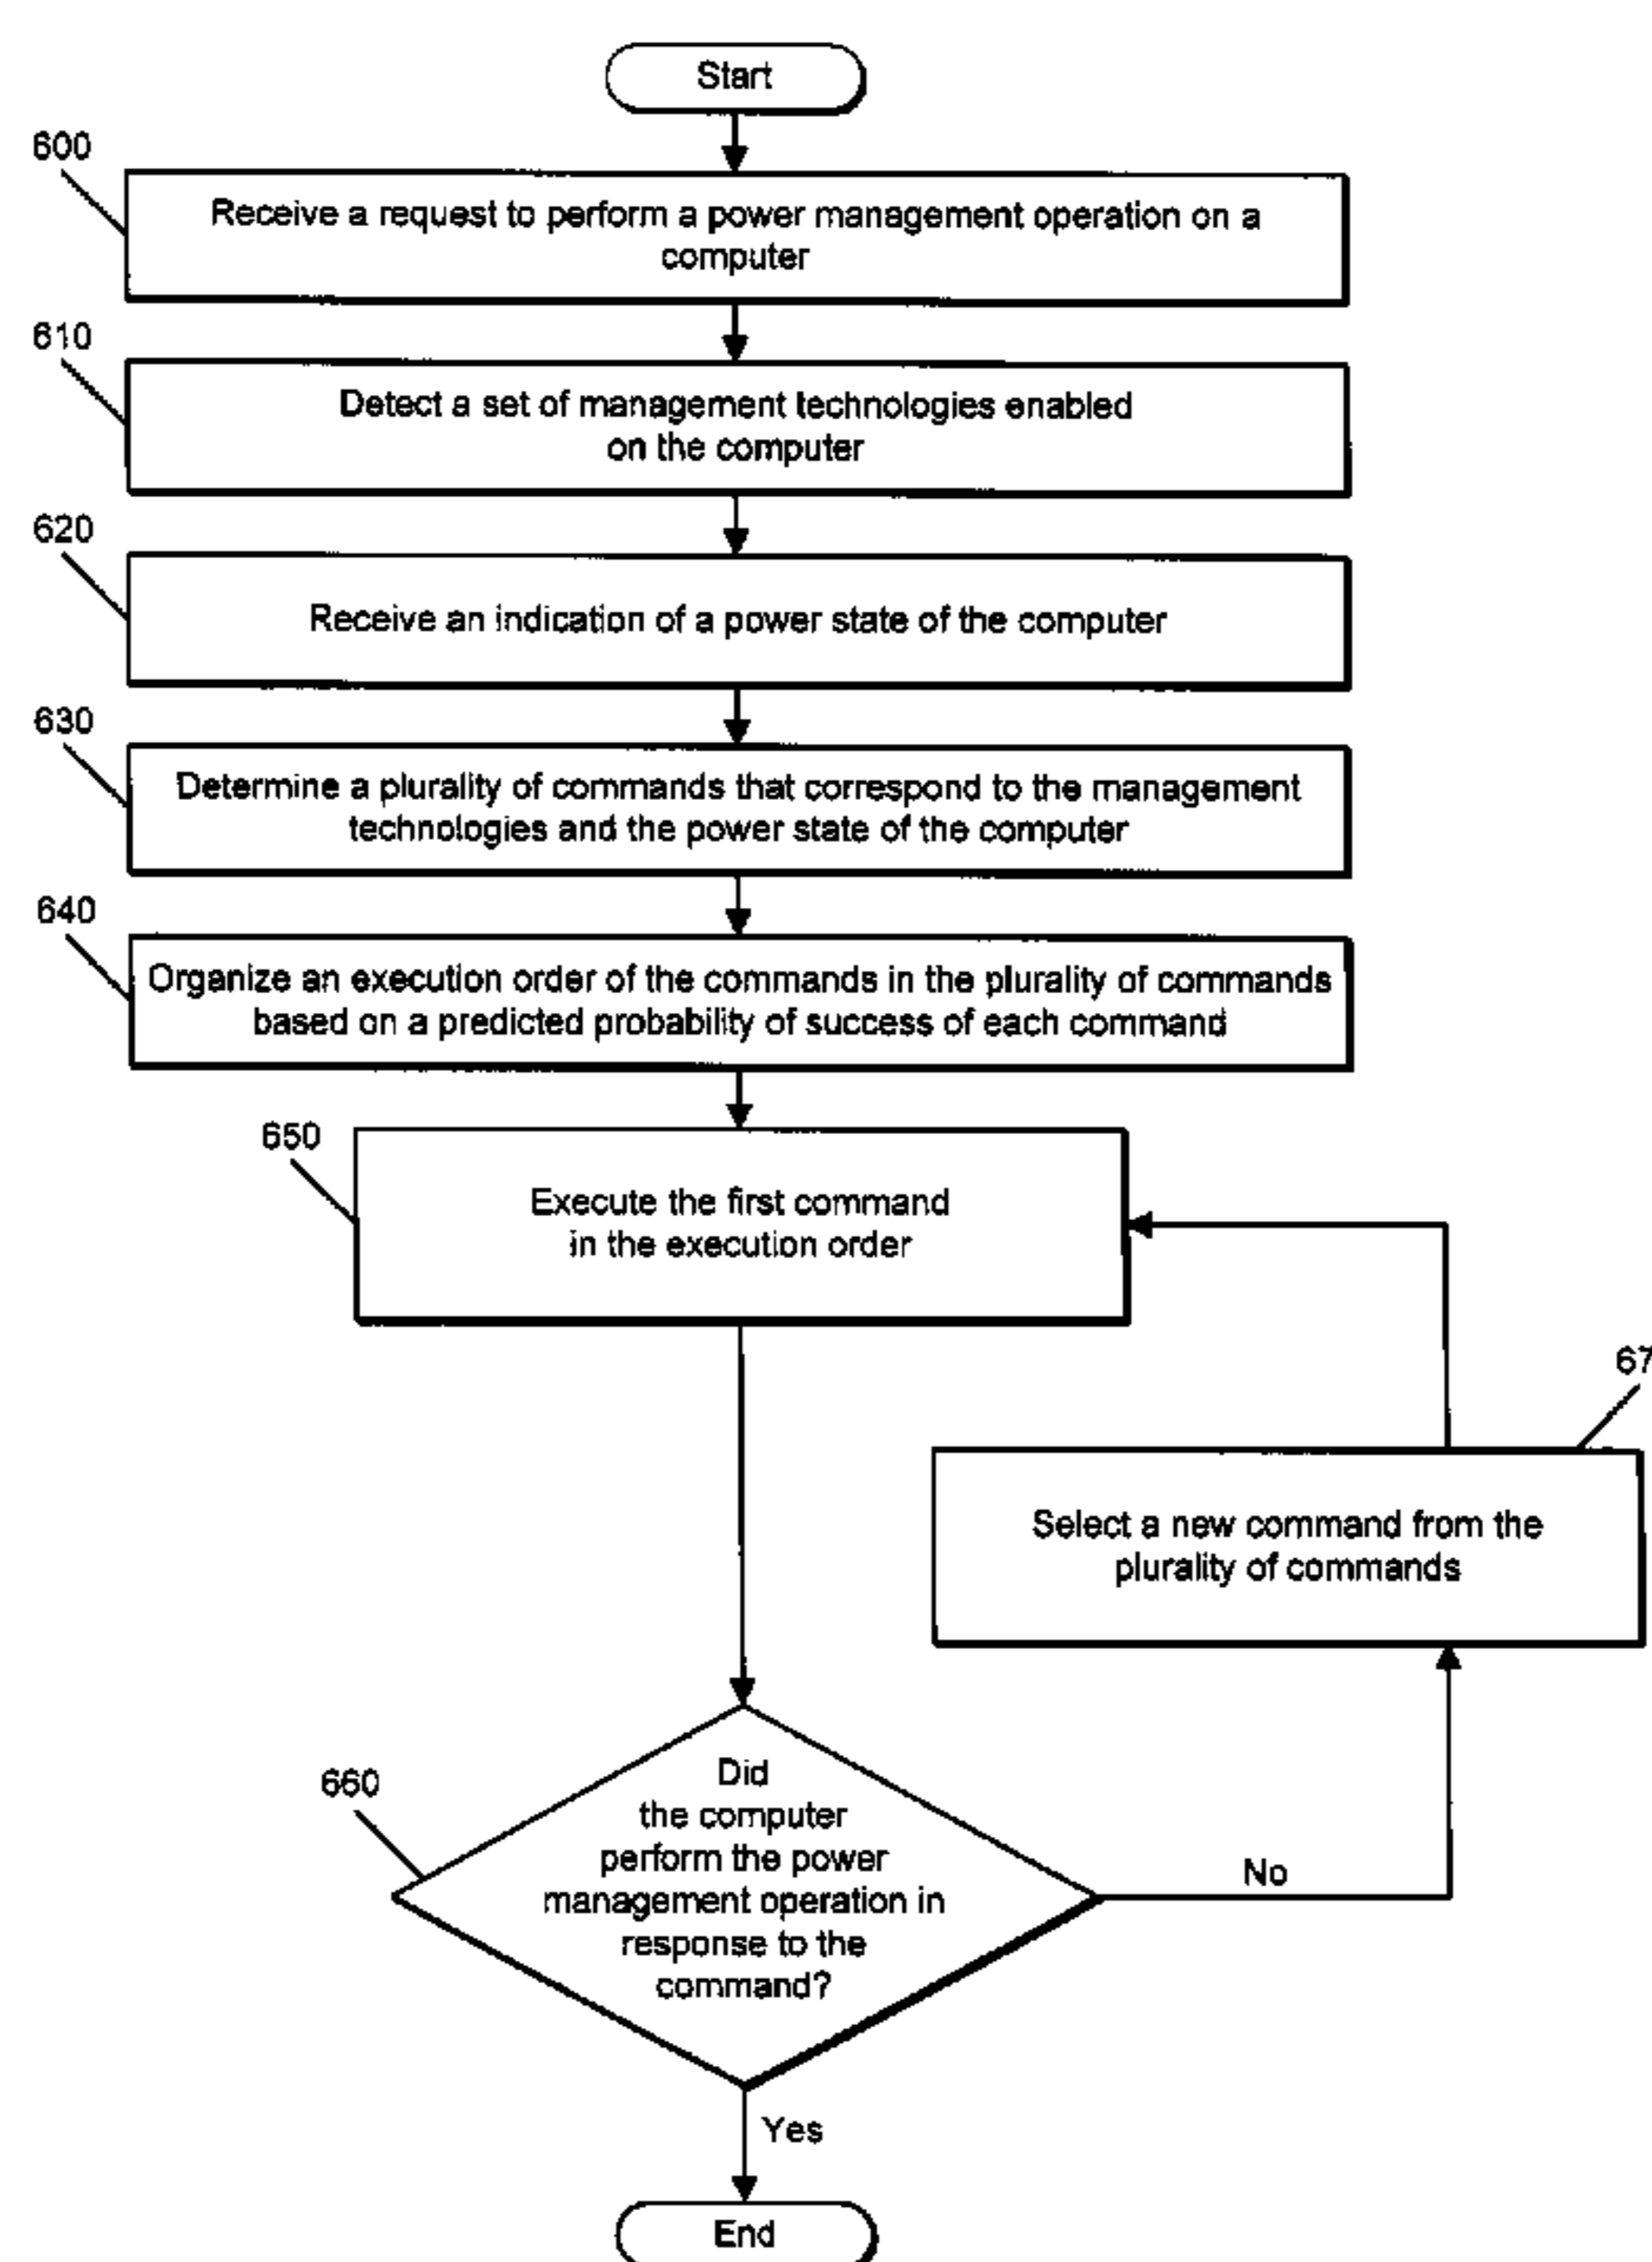 Start
600
Receive a request to perform a power management operation on a
computer
610
Detect a set of management technologies enabled
on the computer
620
Receive an indication of a power state of the computer
630
Determine a plurality of commands that correspond to the management
technologies and the power state of the computer
640
Organize an execution order of the commands in the plurality of commands
based on a predicted probability of success of each command
650
Execute the first command
in the execution order
Select a new command from the
plurality of commands
660
Did
the computer
perform the power
management operation in
response to the
command?
No
Yes
End